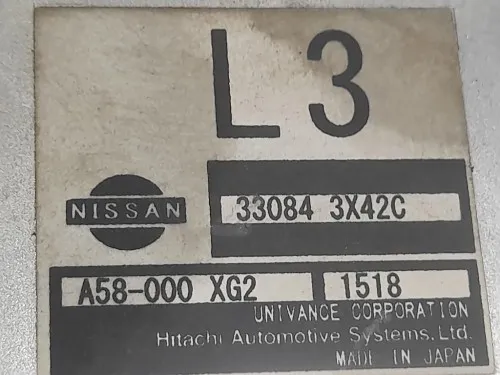 L3
NISSAN
33084 3X42C
A58-000 XG2
1518
UNIVANCE CORPORATION
Hitachi Automotive Systems,Ltd.
MADE IN JAPAN